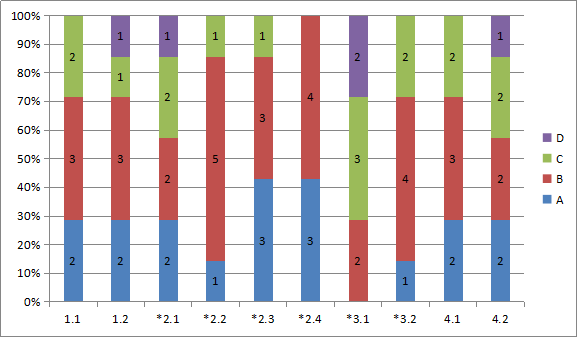 100%
2 1 1 1 1 2 2 2 1
90%
1 2 2
80%
4
70%
3 3 3 3
60%
5 2 4 3
50%
2
40%
3 3
30%
2 2 2 2 2 2
20%
1 1
10%
0%
1.1 1.2 *2.1 *2.2 *2.3 *2.4 *3.1 *3.2 4.1 4.2
D
C
B
A